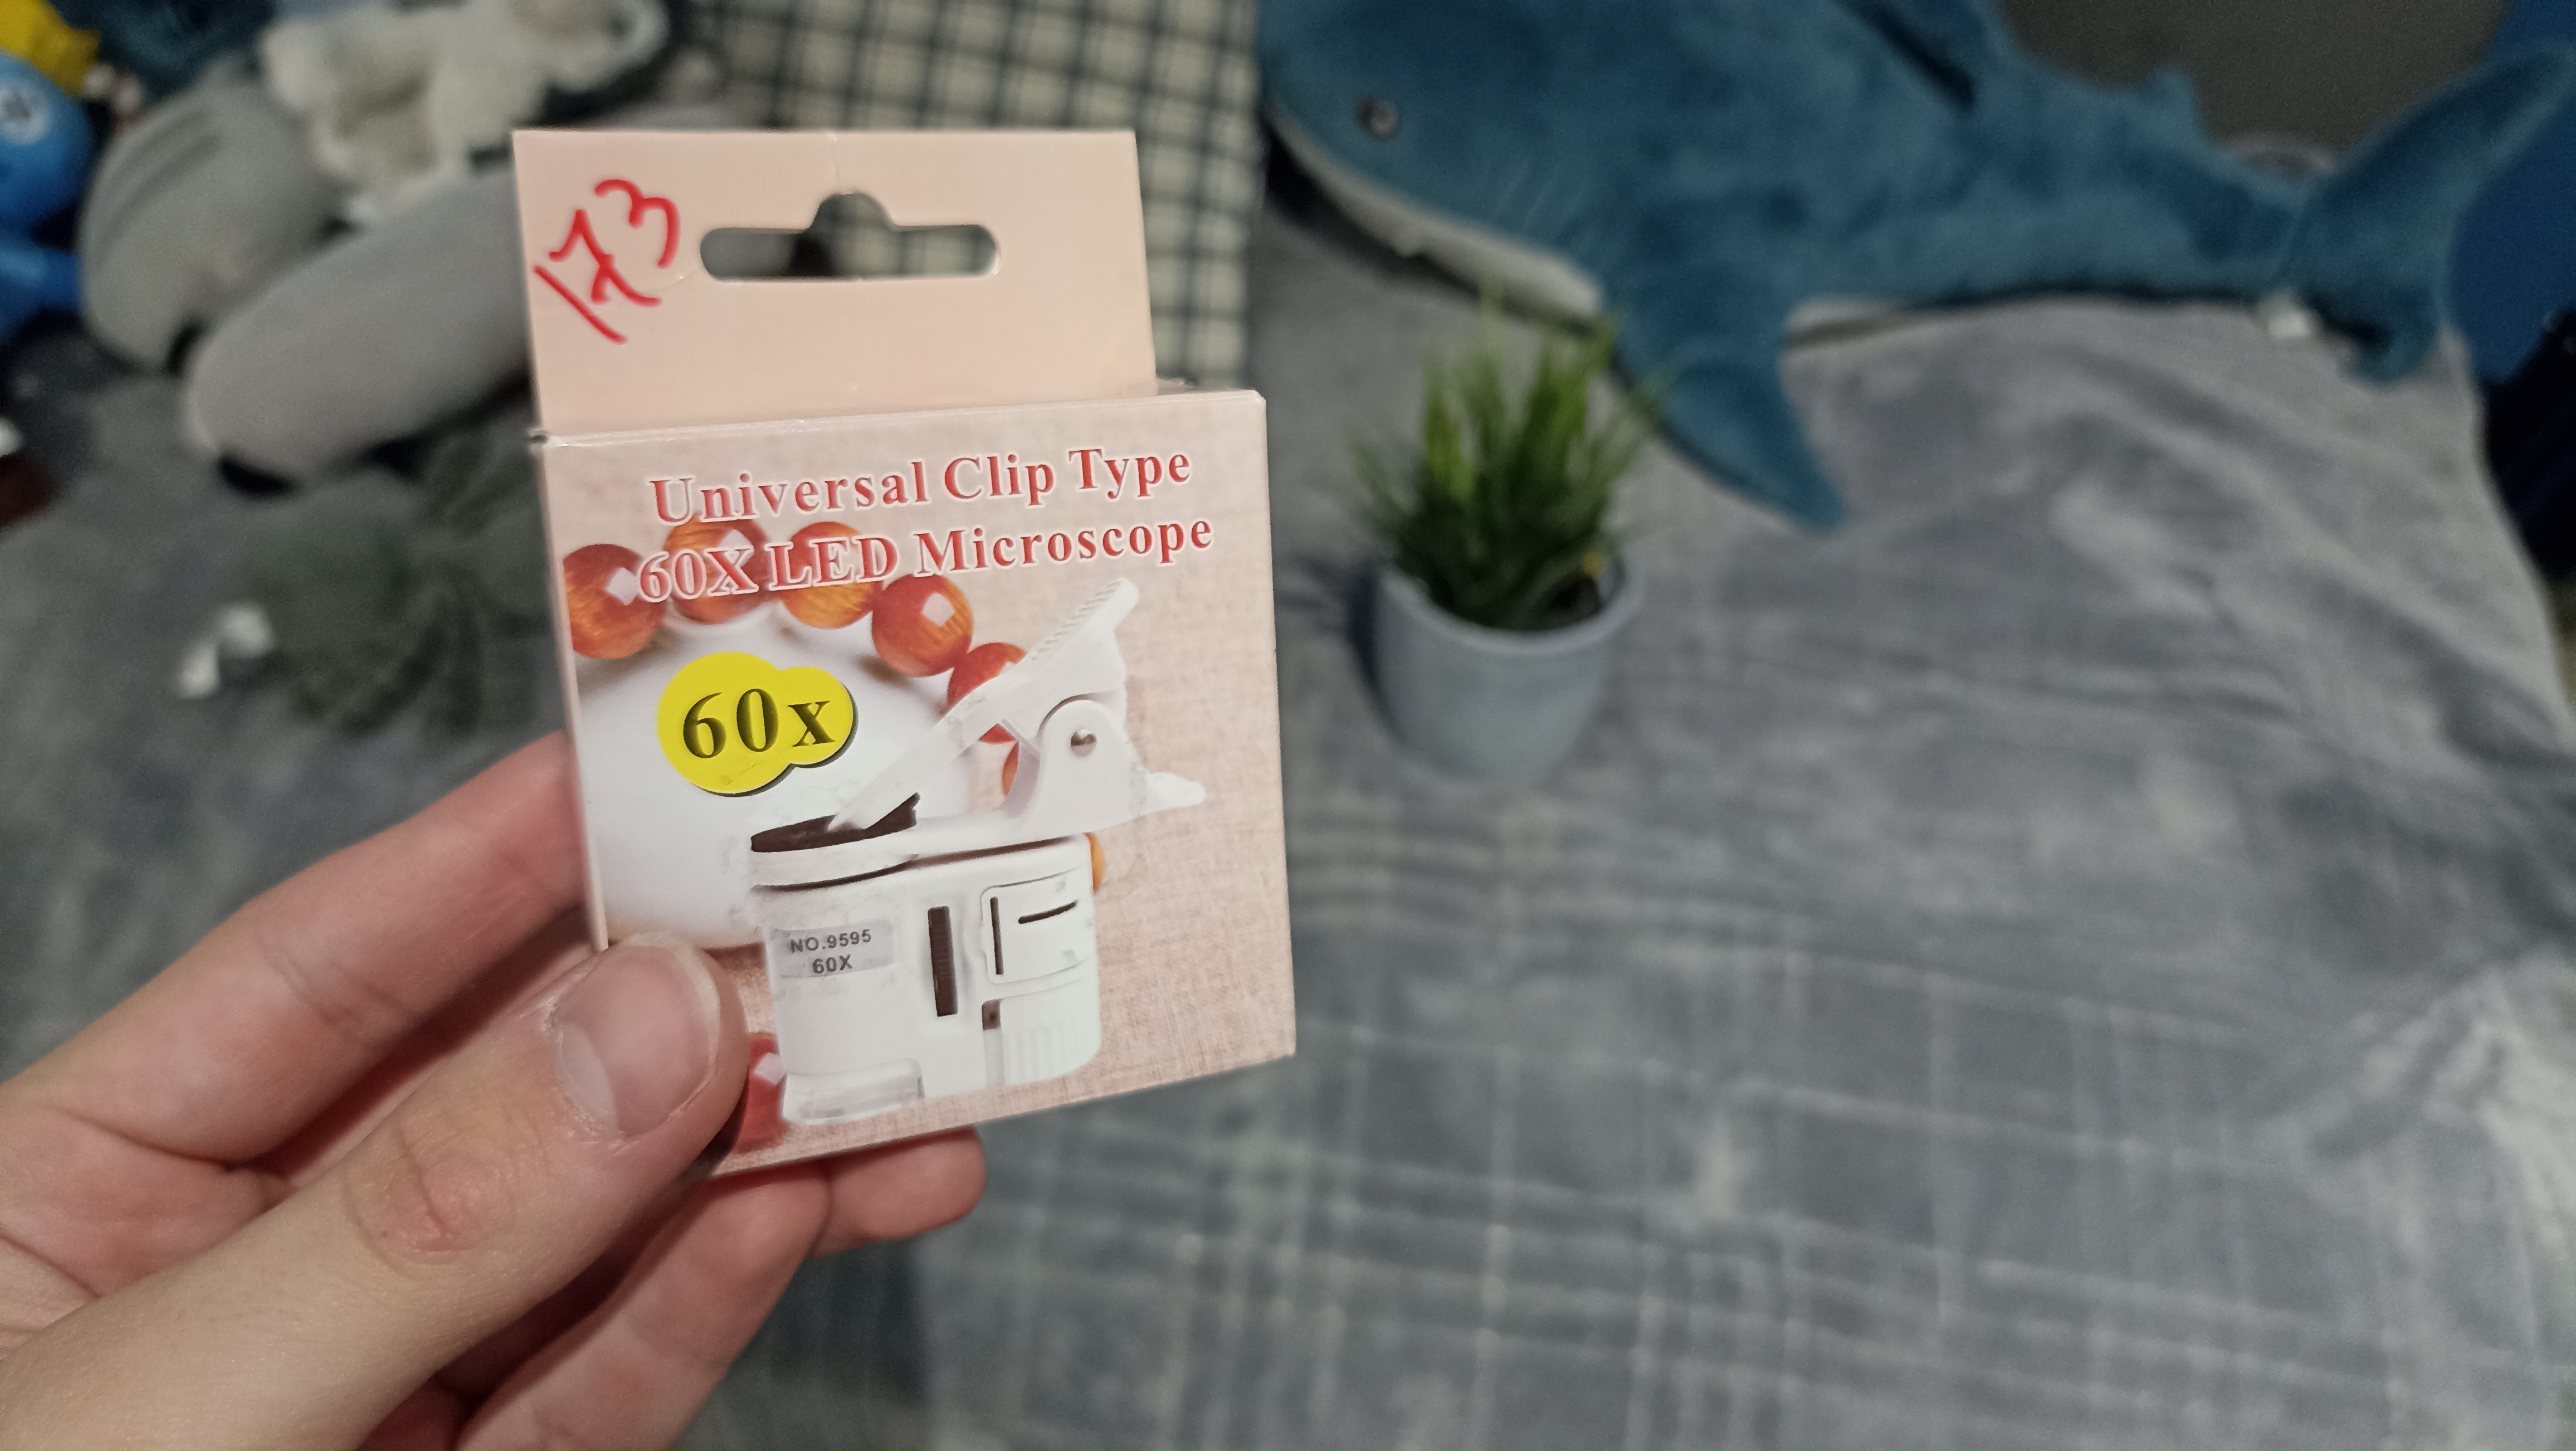 173
Universal Clip Type
60X LED Microscope
60x
NO.9595
60X